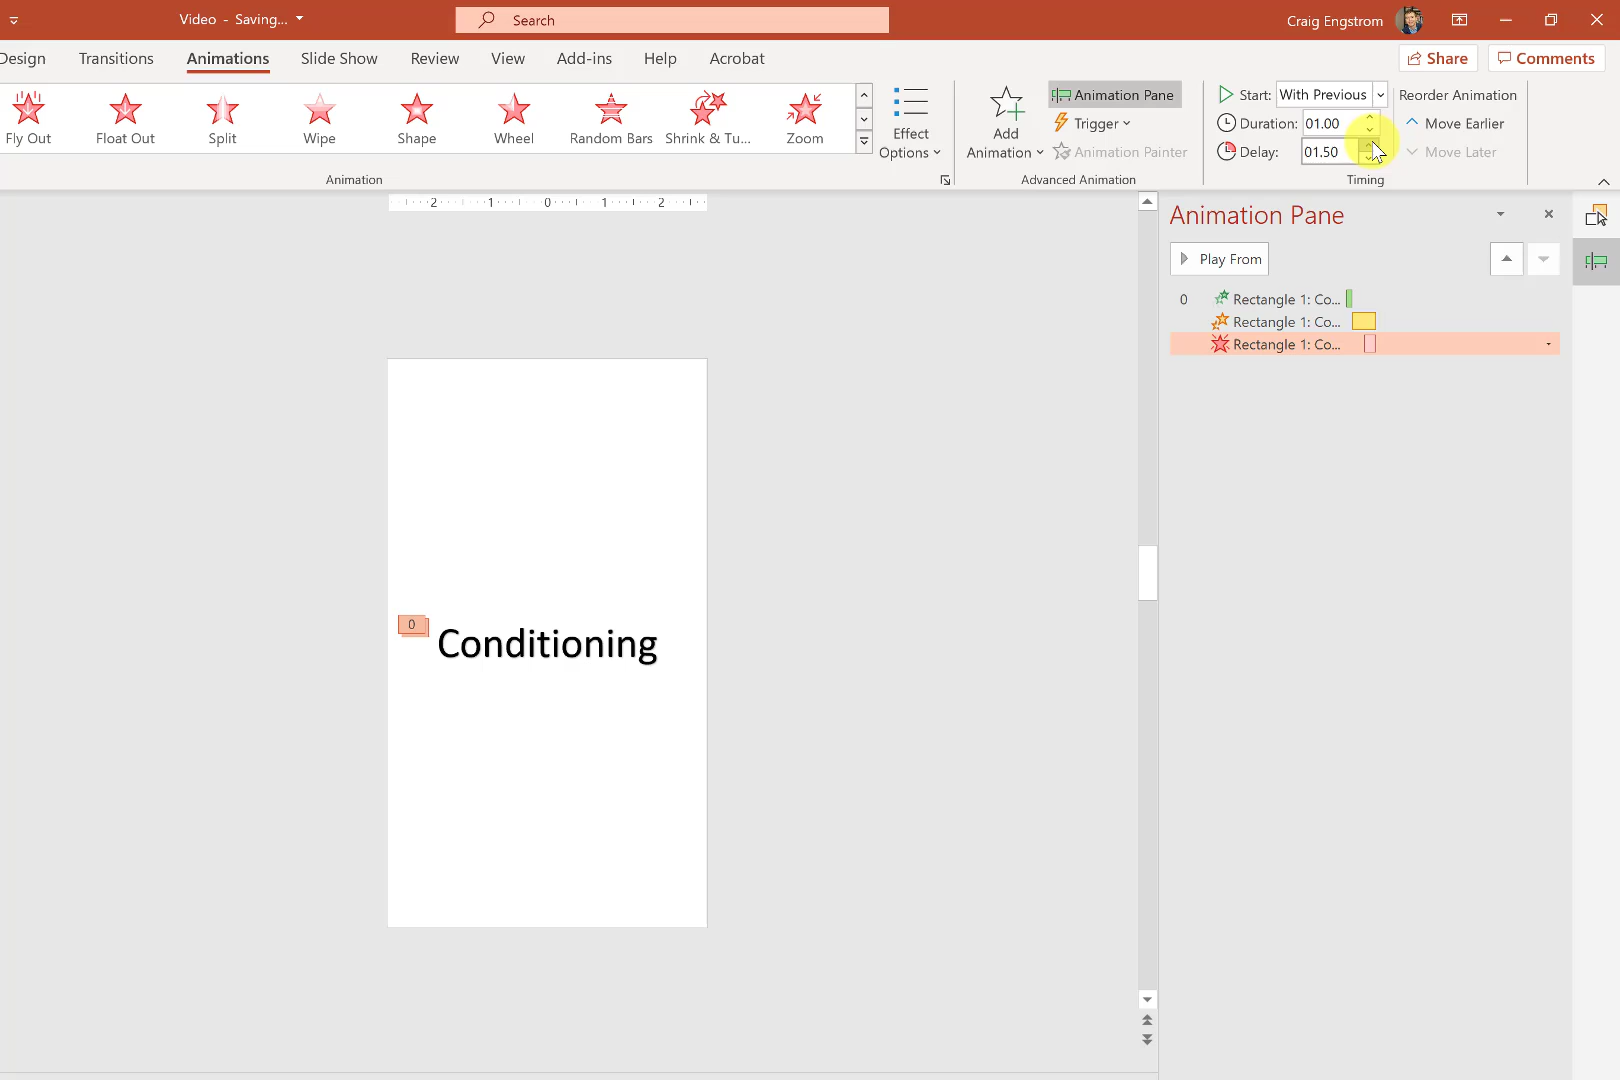 Video - Saving...
Search
Craig Engstrom
Design Transitions Animations Slide Show Review View Add-ins Help Acrobat
Share Comments
Fly Out Float Out Split Wipe Shape Wheel Random Bars Shrink & Tu... Zoom
Effect Options
Add Animation
Animation Pane
Trigger
Animation Painter
Start: With Previous
Duration: 01.00
Delay: 01.50
Reorder Animation
Move Earlier
Move Later
Animation
Advanced Animation
Timing
2 1 0 1 2
Animation Pane
Play From
0 Rectangle 1: Co...
Rectangle 1: Co...
Rectangle 1: Co...
0
Conditioning